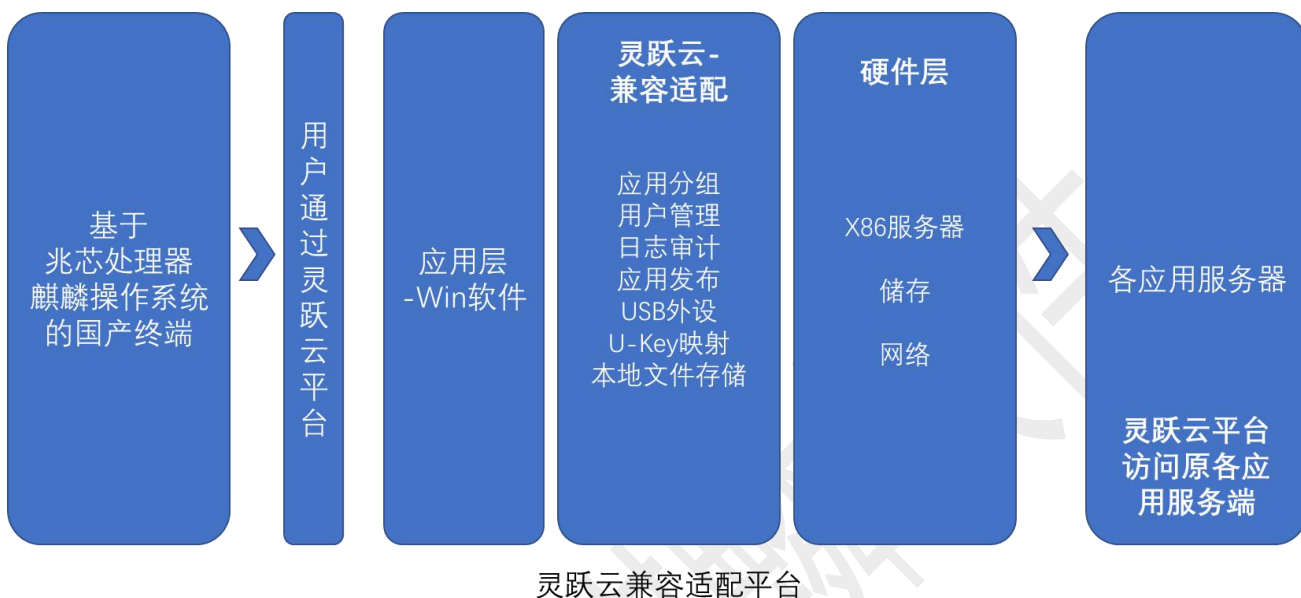 基于
兆芯处理器
麒麟操作系统
的国产终端
用户通过灵跃云平台
应用层
-Win软件
灵跃云-
兼容适配
应用分组
用户管理
日志审计
应用发布
USB外设
U-Key映射
本地文件存储
硬件层
X86服务器
储存
网络
各应用服务器
灵跃云平台
访问原各应
用服务端
灵跃云兼容适配平台